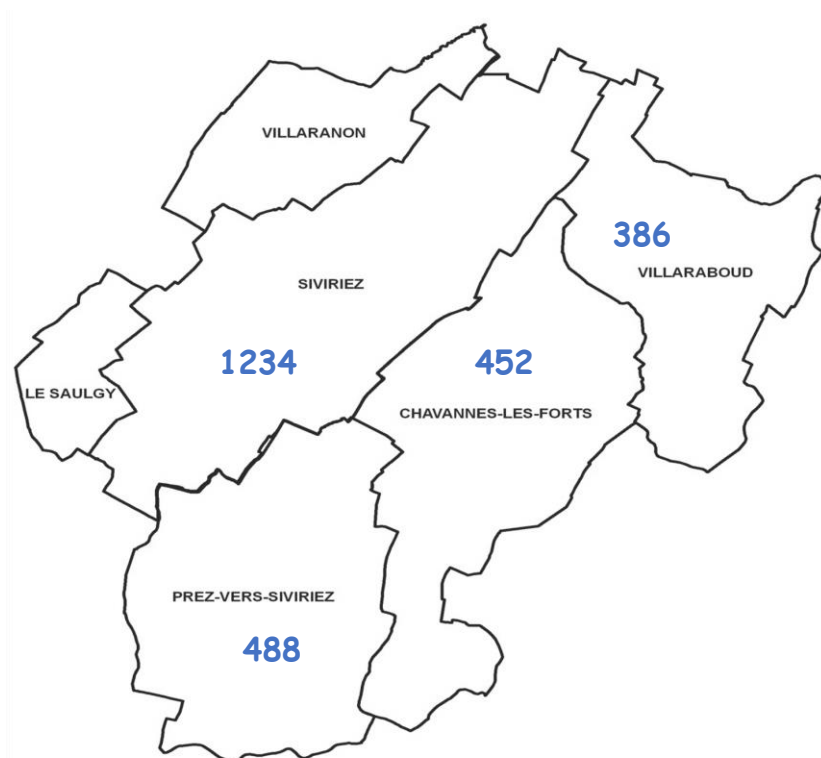 VILLARANON
386
VILLARABOUD
SIVIRIEZ
1234
452
LE SAULGY
CHAVANNES-LES-FORTS
PREZ-VERS-SIVIRIEZ
488